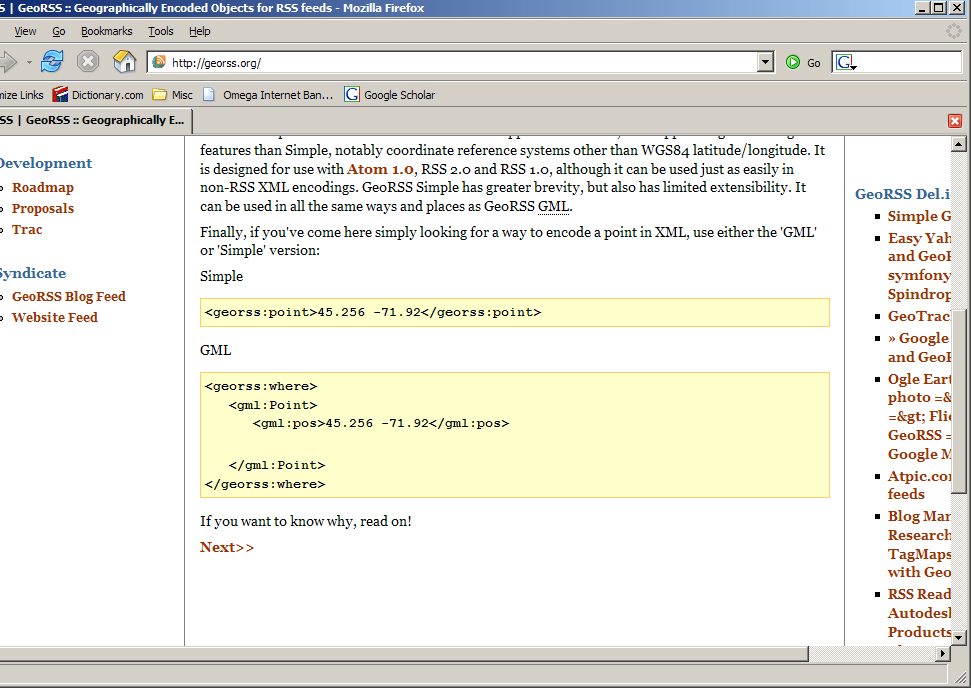 S | GeoRSS :: Geographically Encoded Objects for RSS feeds - Mozilla Firefox
View Go Bookmarks Tools Help
http://georss.org/
Go
G
mize Links Dictionary.com Misc Omega Internet Ban... G Google Scholar
SS | GeoRSS :: Geographically E...
Development
Roadmap
Proposals
Trac
Syndicate
GeoRSS Blog Feed
Website Feed
features than Simple, notably coordinate reference systems other than WGS84 latitude/longitude. It
is designed for use with Atom 1.0, RSS 2.0 and RSS 1.0, although it can be used just as easily in
non-RSS XML encodings. GeoRSS Simple has greater brevity, but also has limited extensibility. It
can be used in all the same ways and places as GeoRSS GML.
Finally, if you've come here simply looking for a way to encode a point in XML, use either the 'GML'
or 'Simple' version:
Simple
<georss:point>45.256 -71.92</georss:point>
GML
<georss:where>
<gml:Point>
<gml:pos>45.256 -71.92</gml:pos>
</gml:Point>
</georss:where>
If you want to know why, read on!
Next>>
GeoRSS Del.i
Simple G
Easy Yah
and GeoR
symfony
Spindrop
GeoTrac
» Google
and GeoR
Ogle Eart
photo =&
=&gt; Flic
GeoRSS =
Google M
Atpic.co
feeds
Blog Mar
Research
TagMaps
with Geo
RSS Read
Autodesk
Products